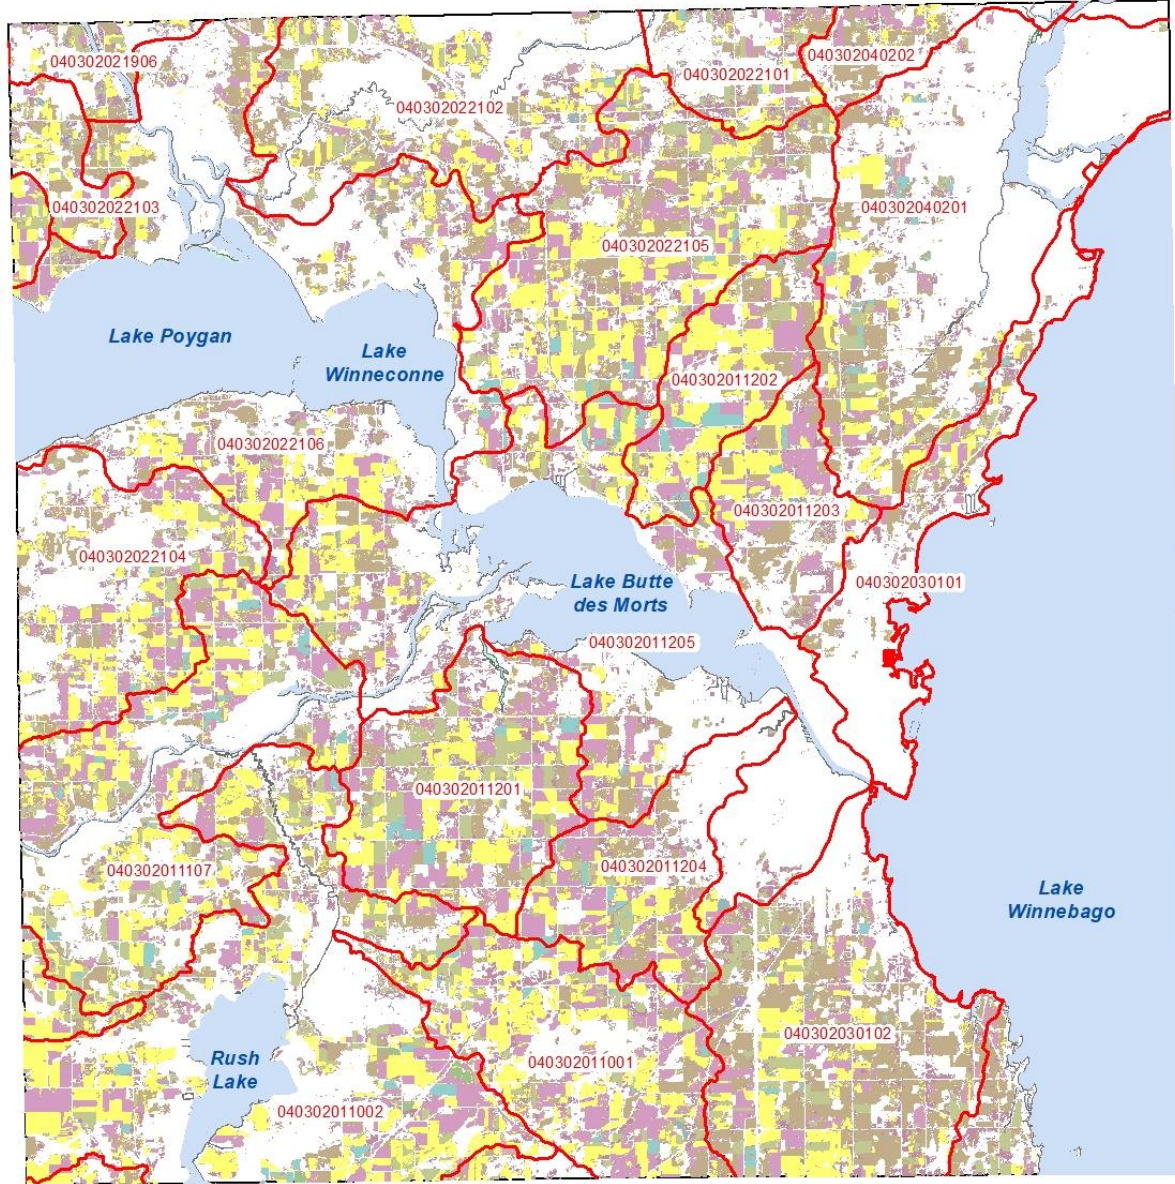 040302021906
040302040202
040302022101
040302022102
040302022103
040302040201
040302022105
Lake Poygan
Lake
Winneconne
040302011202
040302022106
040302011203
040302022104
040302030101
Lake Butte
des Morts
040302011205
040302011201
040302011204
040302011107
Lake
Winnebago
040302030102
Rush
Lake
040302011001
040302011002